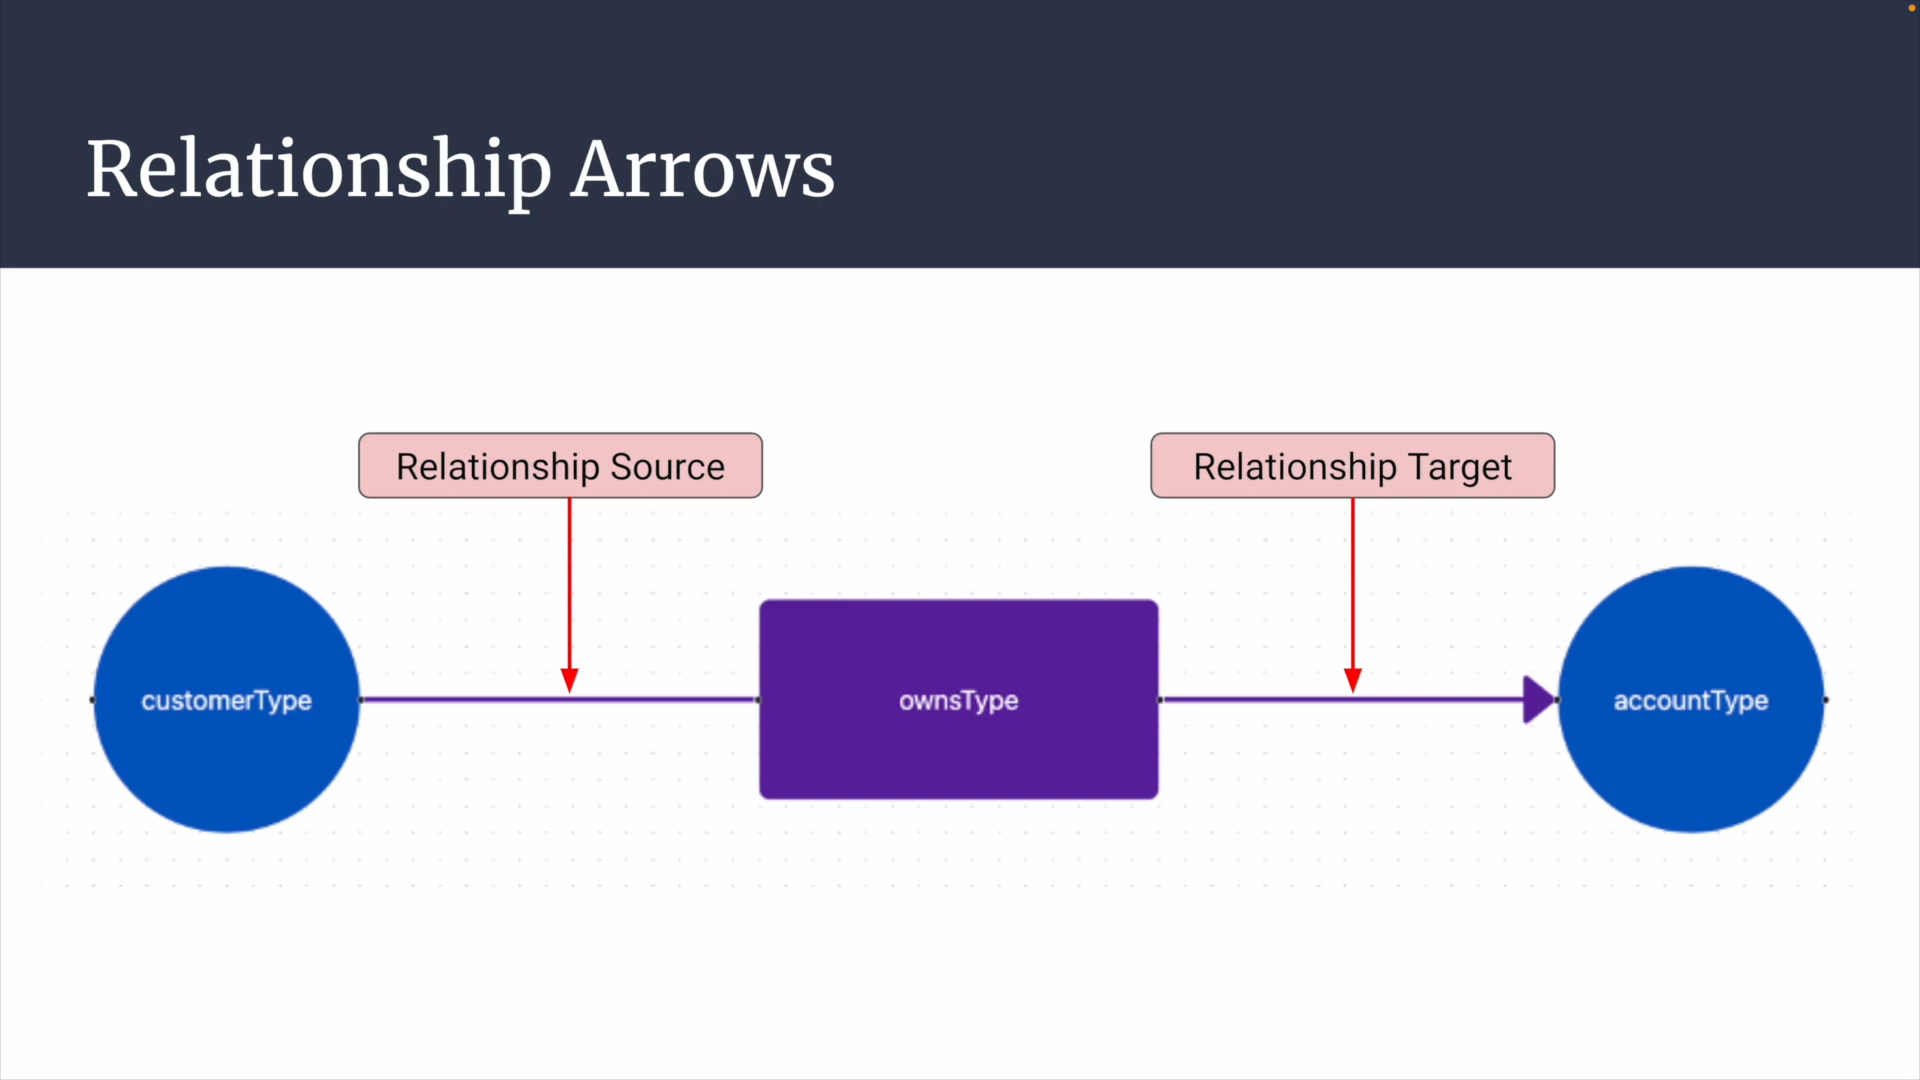 Relationship Arrows
Relationship Source
Relationship Target
customerType
ownsType
accountType